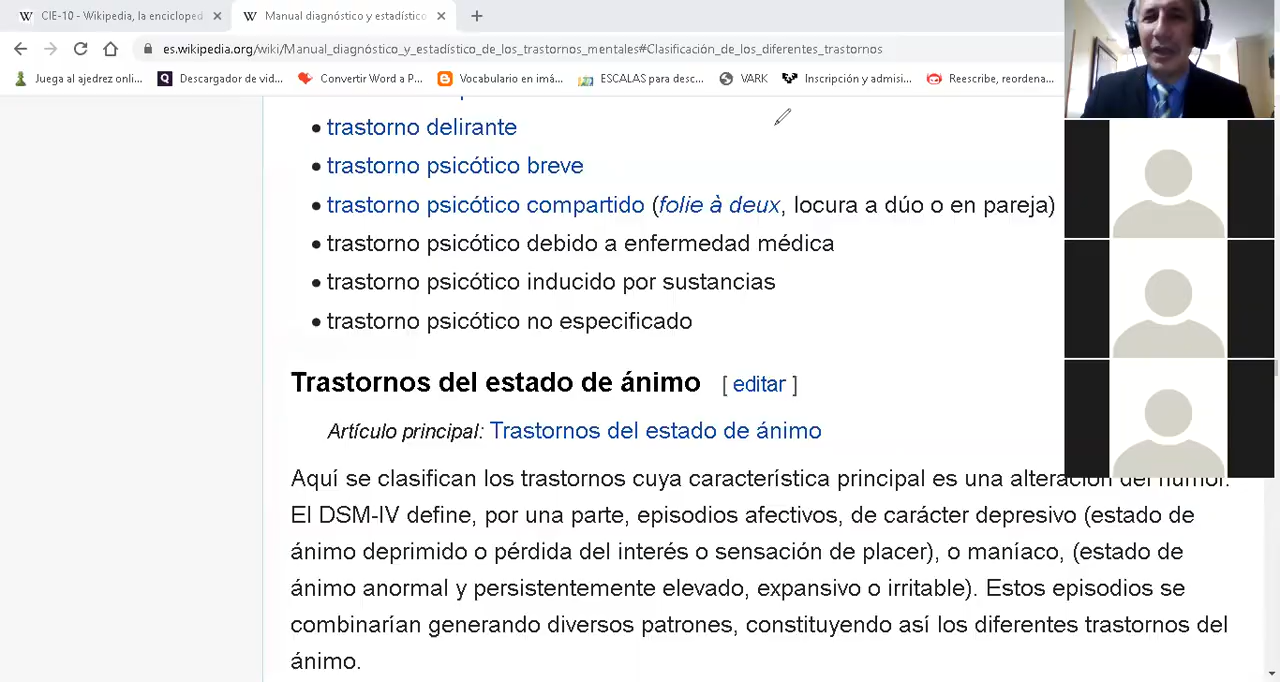 CIE-10 - Wikipedia, la encicloped
Manual diagnóstico y estadístico
es.wikipedia.org/wiki/Manual_diagnóstico_y_estadístico_de_los_trastornos_mentales#Clasificación_de_los_diferentes_trastornos
Juega al ajedrez onli... Descargador de vid... Convertir Word a P... Vocabulario en imá... ESCALAS para desc... VARK Inscripción y admisi... Reescribe, reordena...
• trastorno delirante
• trastorno psicótico breve
• trastorno psicótico compartido (folie à deux, locura a dúo o en pareja)
• trastorno psicótico debido a enfermedad médica
• trastorno psicótico inducido por sustancias
• trastorno psicótico no especificado
Trastornos del estado de ánimo [ editar ]
Artículo principal: Trastornos del estado de ánimo
Aquí se clasifican los trastornos cuya característica principal es una alteración del humor.
El DSM-IV define, por una parte, episodios afectivos, de carácter depresivo (estado de
ánimo deprimido o pérdida del interés o sensación de placer), o maníaco, (estado de
ánimo anormal y persistentemente elevado, expansivo o irritable). Estos episodios se
combinarían generando diversos patrones, constituyendo así los diferentes trastornos del
ánimo.